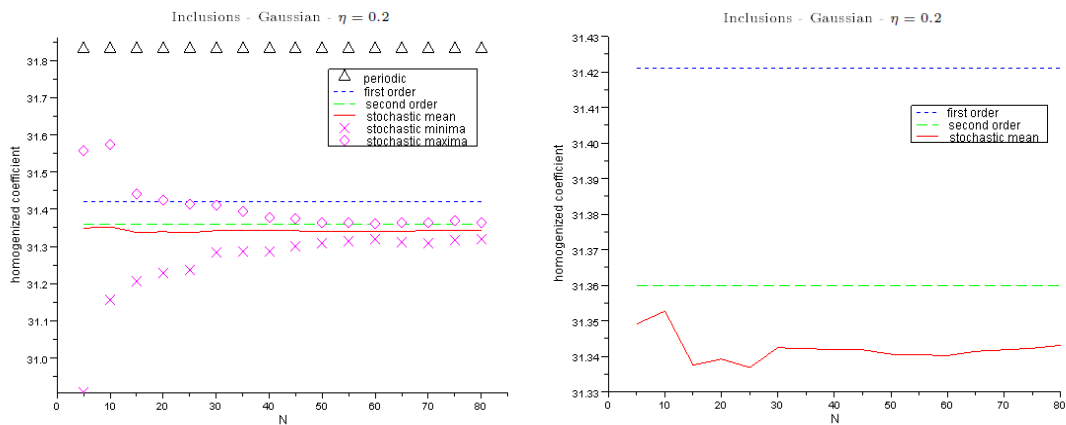 Inclusions - Gaussian - η = 0.2
31.8
31.7
31.6
31.5
31.4
31.3
31.2
31.1
31.0
homogenized coefficient
periodic
first order
second order
stochastic mean
stochastic minima
stochastic maxima
0 10 20 30 40 50 60 70 80
N
Inclusions - Gaussian - η = 0.2
31.43
31.42
31.41
31.40
31.39
31.38
31.37
31.36
31.35
31.34
31.33
homogenized coefficient
first order
second order
stochastic mean
0 10 20 30 40 50 60 70 80
N